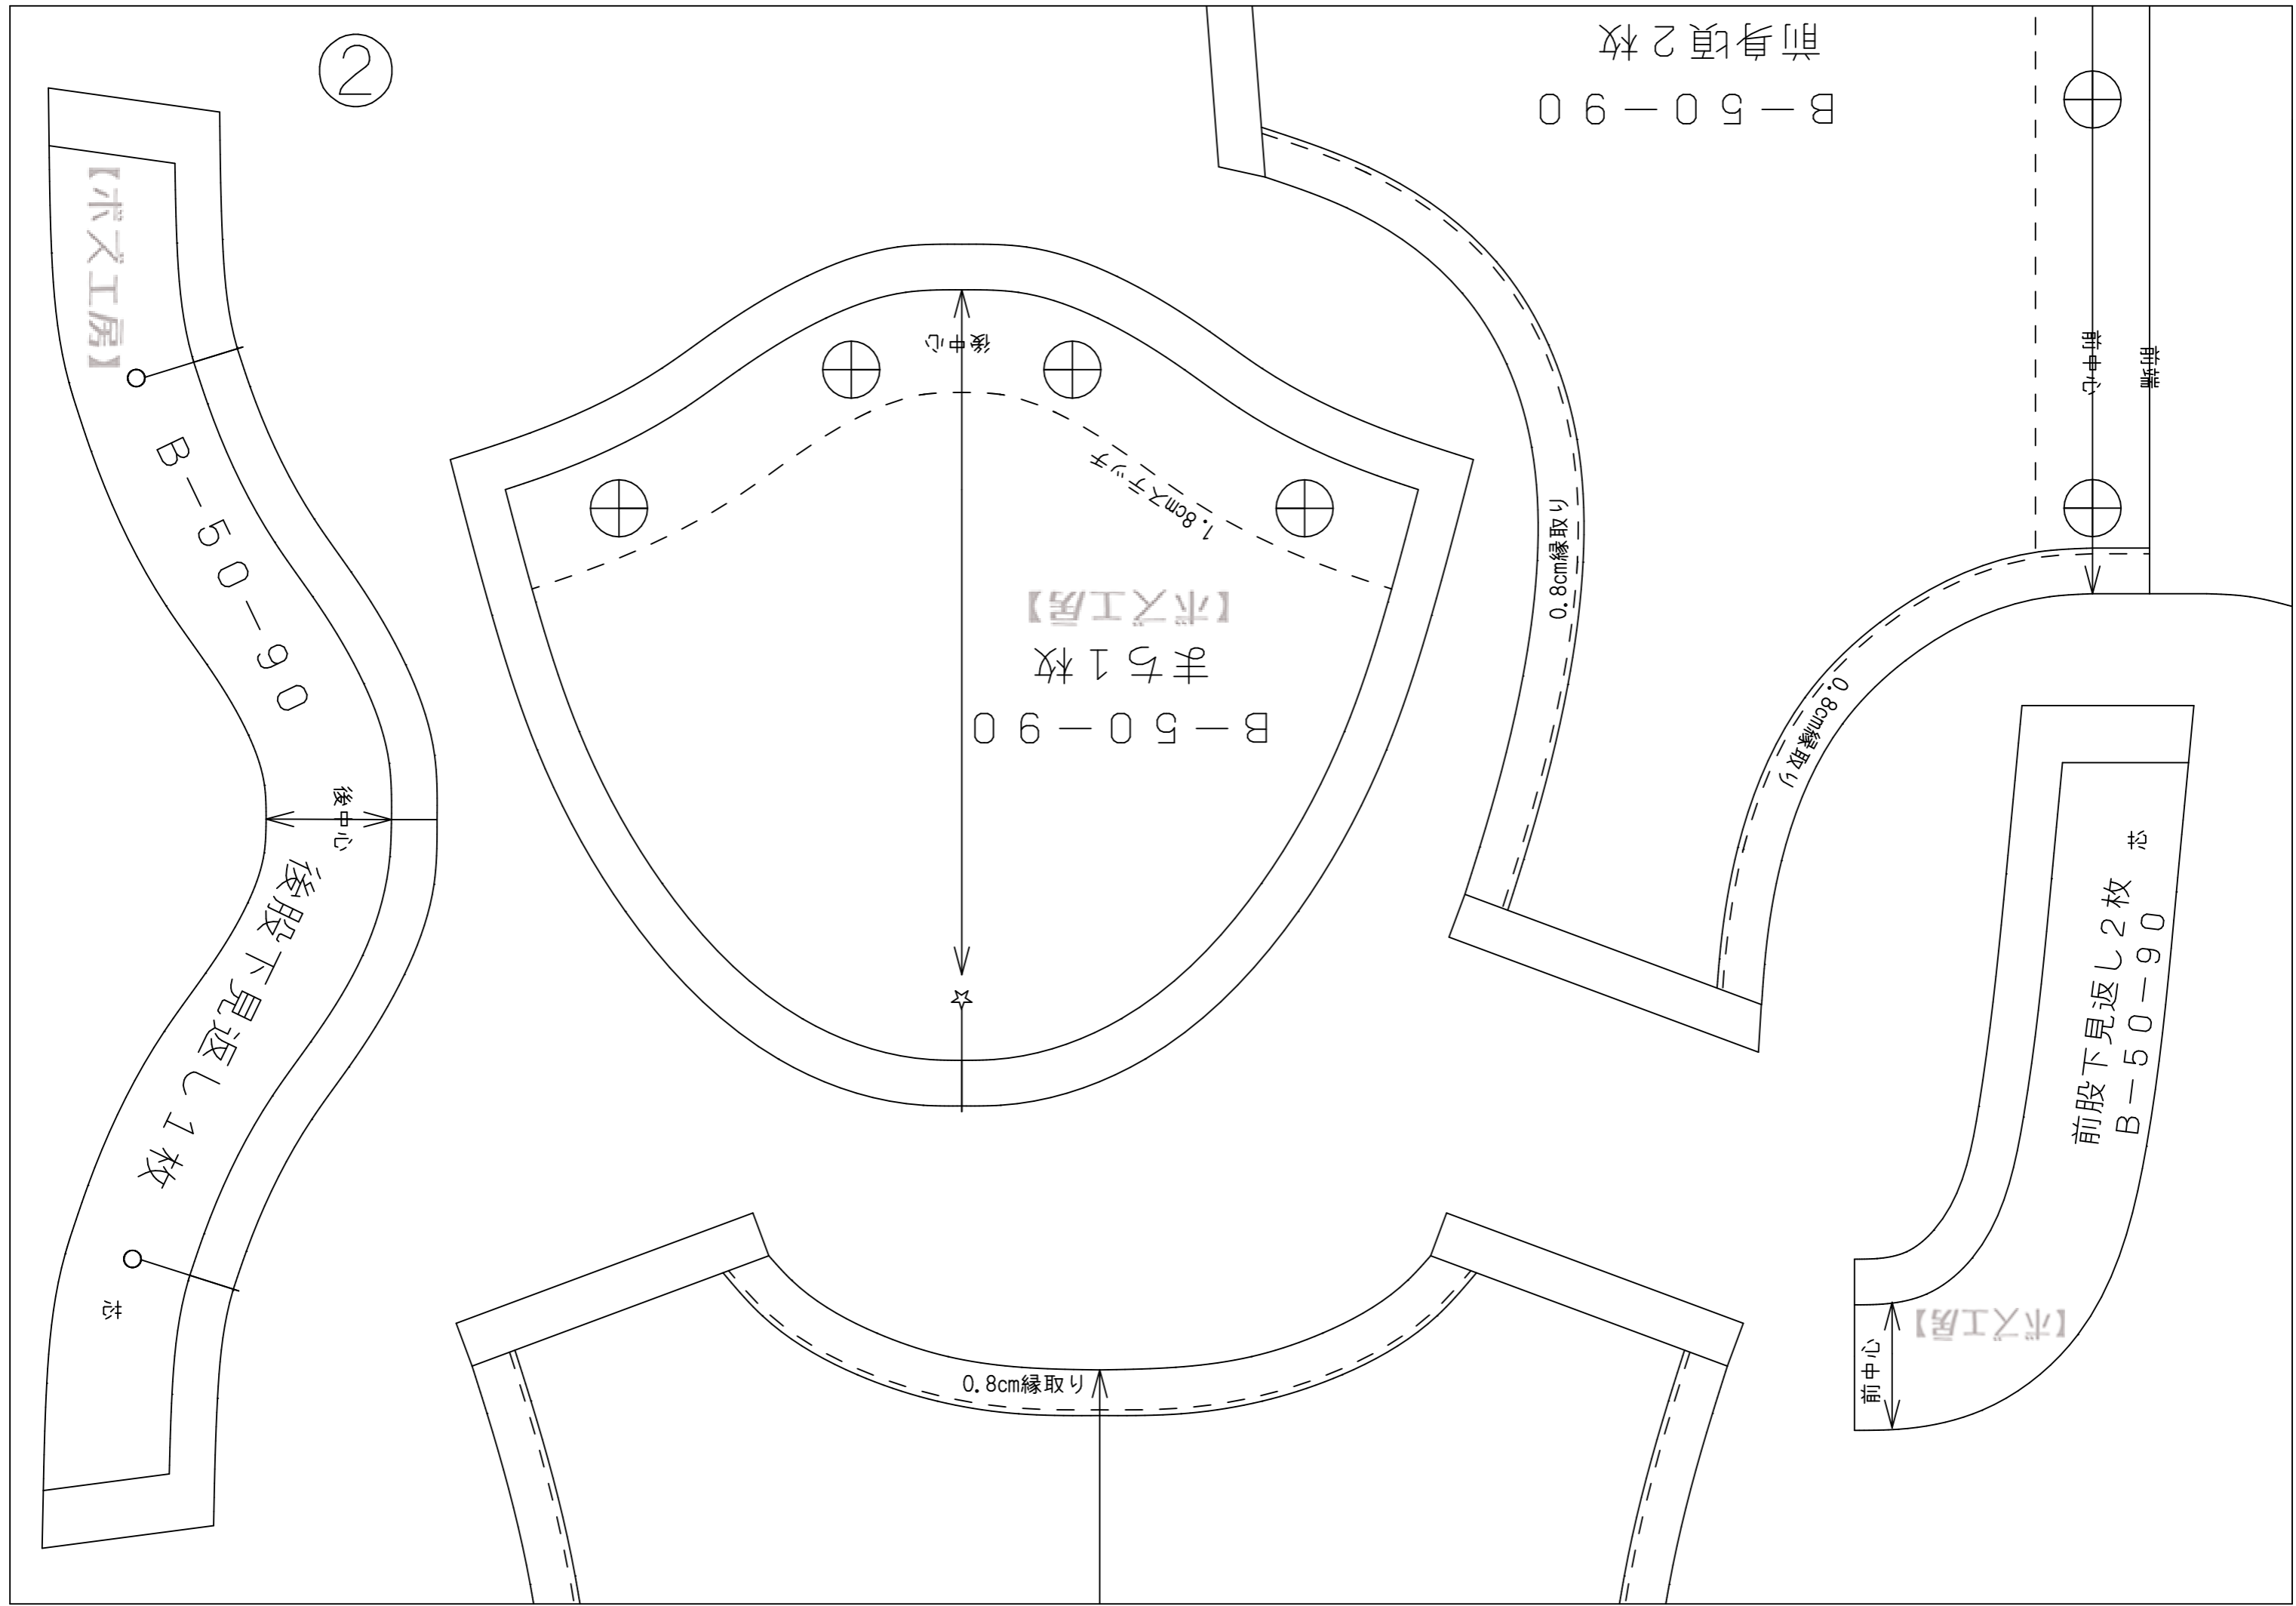 ②
前身頃２枚
Ｂ－５０－９０
前中心
前端
【ボズ工房】
Ｂ－５０－９０
後中心
後股下見返し１枚
芯
後中心
1.8cmステッチ
【ボズ工房】
まち１枚
Ｂ－５０－９０
☆
0.8cm縁取り
0.8cm縁取り
芯
前股下見返し２枚
Ｂ－５０－９０
【ボズ工房】
前中心
0.8cm縁取り